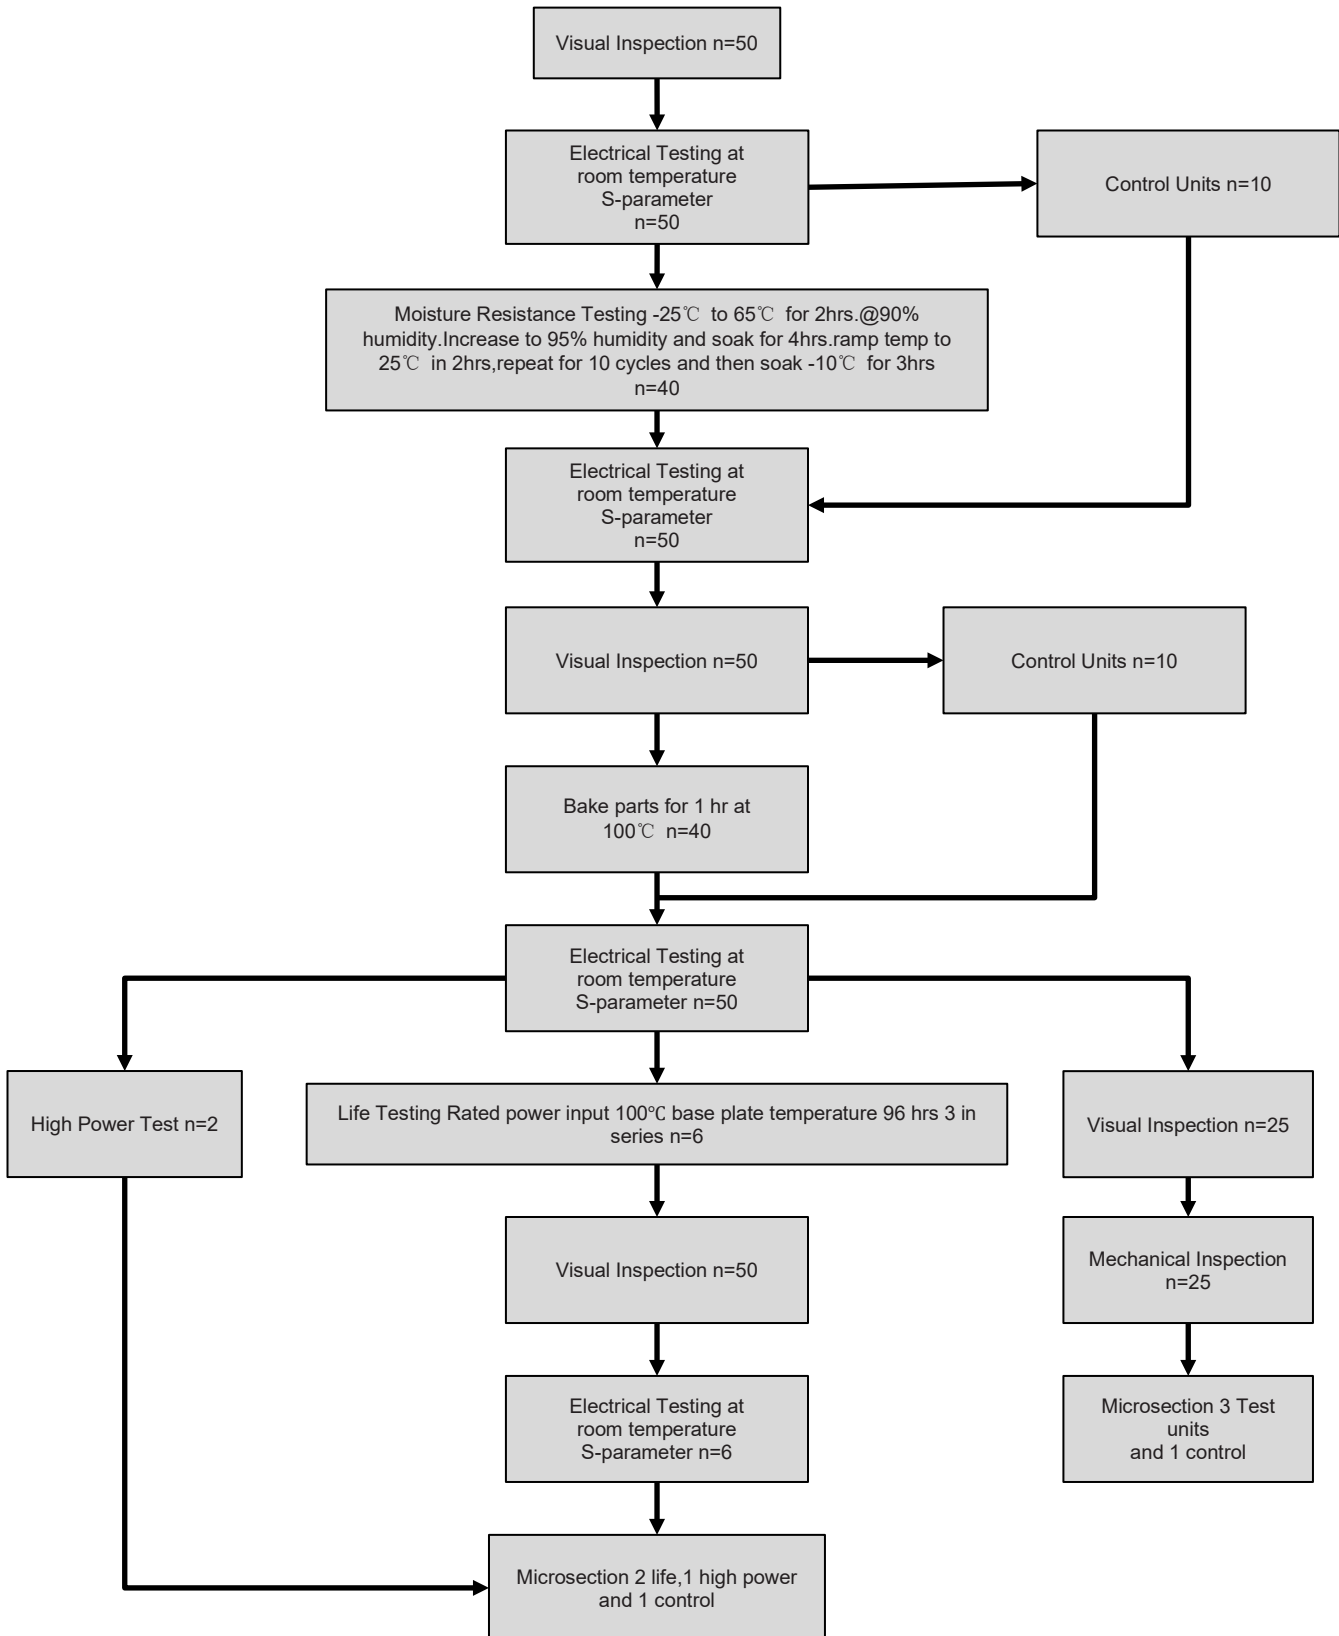 Visual Inspection n=50
Electrical Testing at
room temperature
S-parameter
n=50
Control Units n=10
Moisture Resistance Testing -25℃ to 65℃ for 2hrs.@90%
humidity.Increase to 95% humidity and soak for 4hrs.ramp temp to
25℃ in 2hrs,repeat for 10 cycles and then soak -10℃ for 3hrs
n=40
Electrical Testing at
room temperature
S-parameter
n=50
Visual Inspection n=50
Control Units n=10
Bake parts for 1 hr at
100℃ n=40
Electrical Testing at
room temperature
S-parameter n=50
High Power Test n=2
Life Testing Rated power input 100℃ base plate temperature 96 hrs 3 in
series n=6
Visual Inspection n=25
Visual Inspection n=50
Mechanical Inspection
n=25
Electrical Testing at
room temperature
S-parameter n=6
Microsection 3 Test
units
and 1 control
Microsection 2 life,1 high power
and 1 control